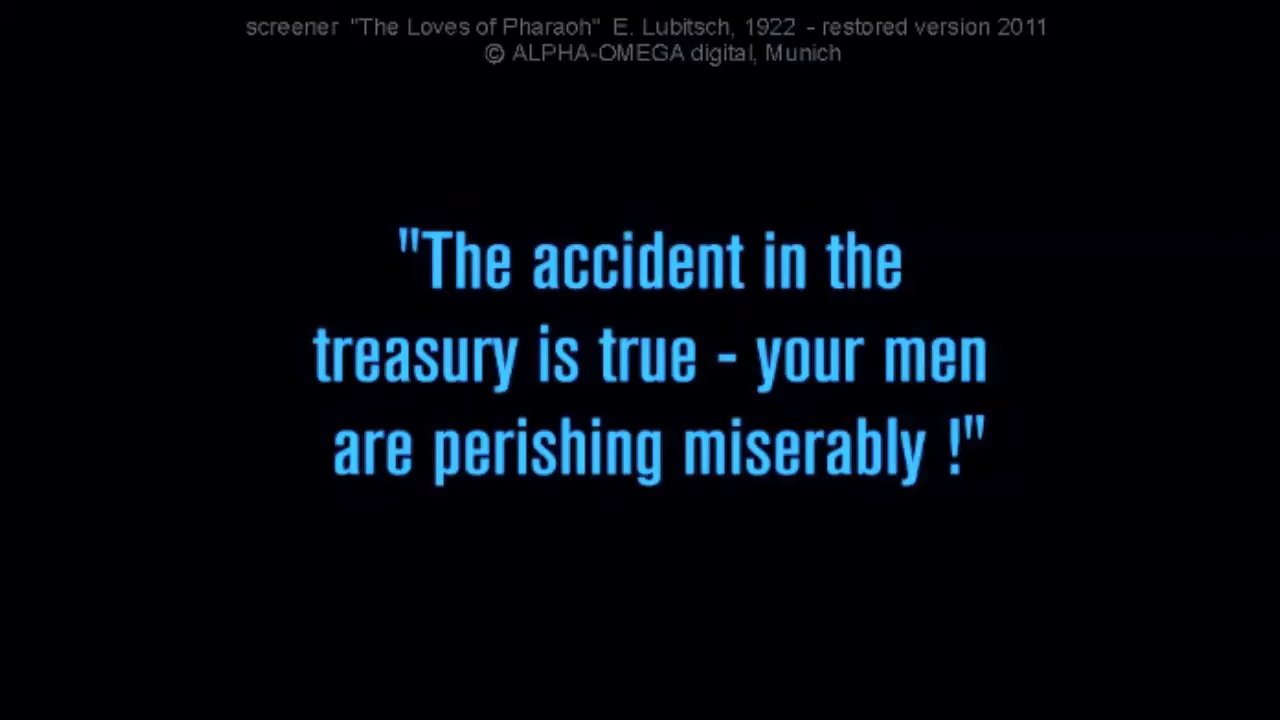 screener "The Loves of Pharaoh" E. Lubitsch, 1922 - restored version 2011
© ALPHA-OMEGA digital, Munich
"The accident in the
treasury is true - your men
are perishing miserably !"